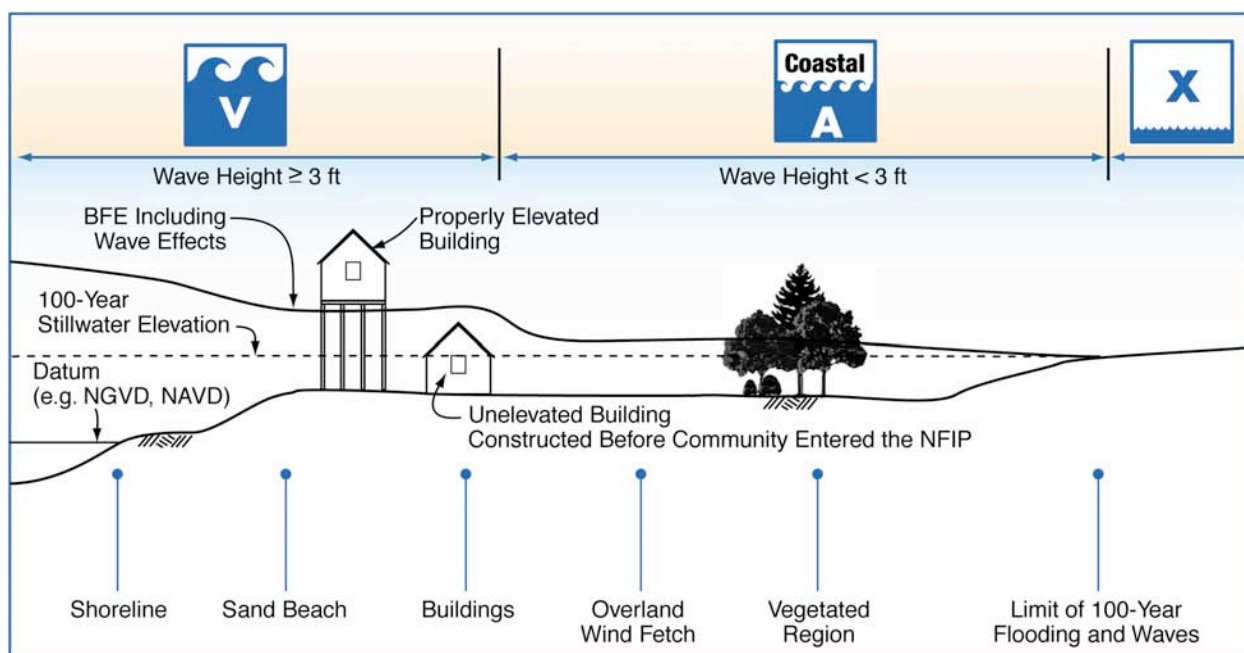 V
Coastal
A
X
Wave Height ≥ 3 ft
Wave Height < 3 ft
BFE Including
Wave Effects
Properly Elevated
Building
100-Year
Stillwater Elevation
Datum
(e.g. NGVD, NAVD)
Unelevated Building
Constructed Before Community Entered the NFIP
Shoreline
Sand Beach
Buildings
Overland
Wind Fetch
Vegetated
Region
Limit of 100-Year
Flooding and Waves